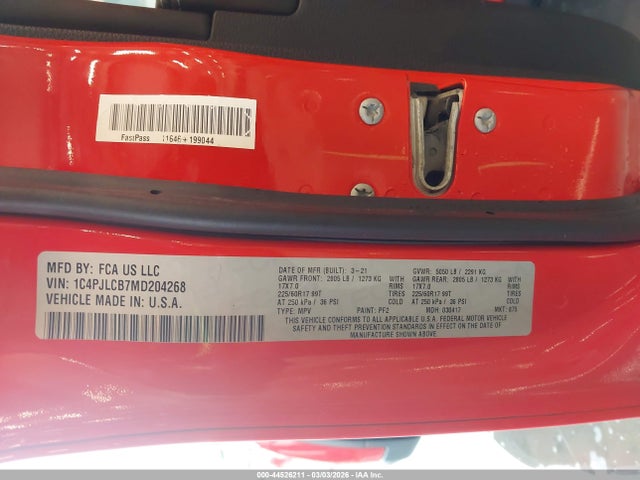 FastPass 11646+199044
MFD BY: FCA US LLC
VIN: 1C4PJLCB7MD204268
VEHICLE MADE IN: U.S.A.
DATE OF MFR (BUILT): 3-21 GVWR: 5050 LB / 2291 KG
GAWR FRONT: 2805 LB / 1273 KG WITH GAWR REAR: 2805 LB / 1273 KG WITH
17X7.0 RIMS 17X7.0 RIMS
225/60R17 99T TIRES 225/60R17 99T TIRES
AT 250 kPa / 36 PSI COLD AT 250 kPa / 36 PSI COLD
TYPE: MPV PAINT: PF2 MDH: 030417 MKT: 075
THIS VEHICLE CONFORMS TO ALL APPLICABLE U.S.A. FEDERAL MOTOR VEHICLE
SAFETY AND THEFT PREVENTION STANDARDS IN EFFECT ON THE DATE OF
MANUFACTURE SHOWN ABOVE.
000-44526211 - 03/03/2026 - IAA Inc.